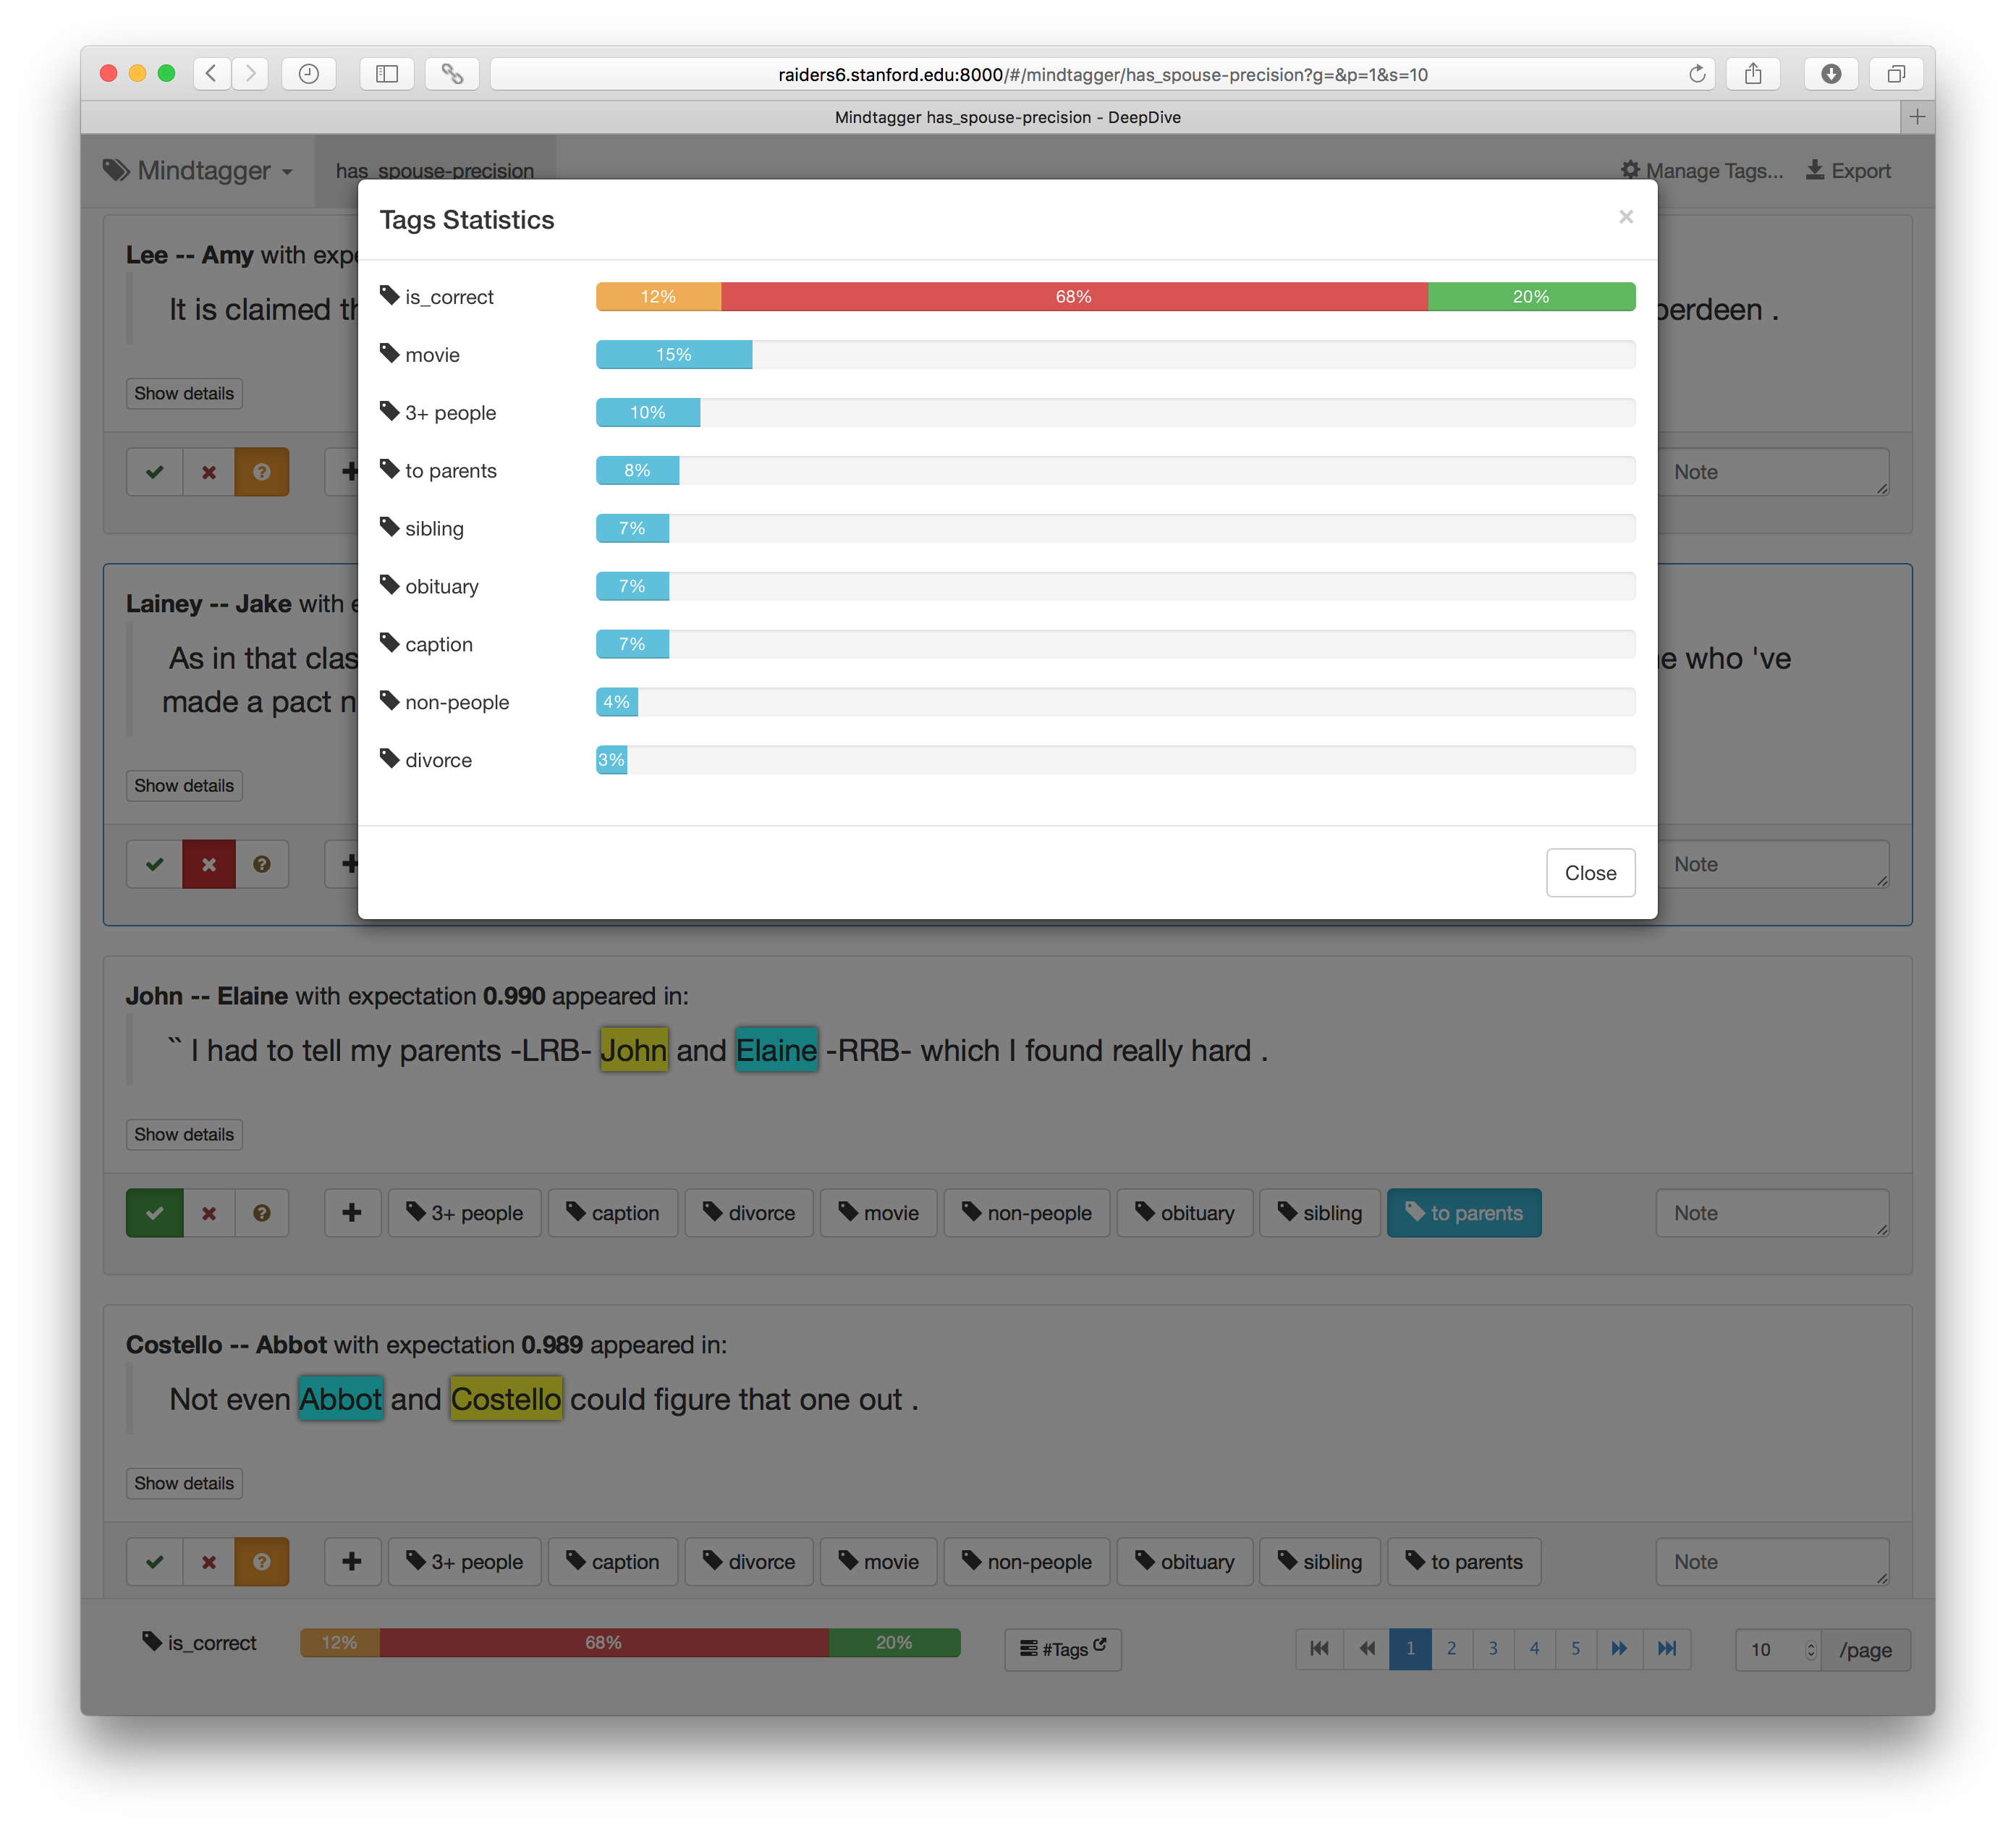 raiders6.stanford.edu:8000/#/mindtagger/has_spouse-precision?g=&p=1&s=10
Mindtagger has_spouse-precision - DeepDive
Mindtagger has_spouse-precision Manage Tags... Export
Tags Statistics ×
is_correct 12% 68% 20%
movie 15%
3+ people 10%
to parents 8%
sibling 7%
obituary 7%
caption 7%
non-people 4%
divorce 3%
Close
Lee -- Amy with
It is claimed
Show details
Note
Lainey -- Jake with
As in that who 've
made a pact
Show details
Note
John -- Elaine with expectation 0.990 appeared in:
`` I had to tell my parents -LRB- John and Elaine -RRB- which I found really hard .
Show details
3+ people caption divorce movie non-people obituary sibling to parents Note
Costello -- Abbot with expectation 0.989 appeared in:
Not even Abbot and Costello could figure that one out .
Show details
3+ people caption divorce movie non-people obituary sibling to parents Note
is_correct 12% 68% 20% #Tags 1 2 3 4 5 10 /page